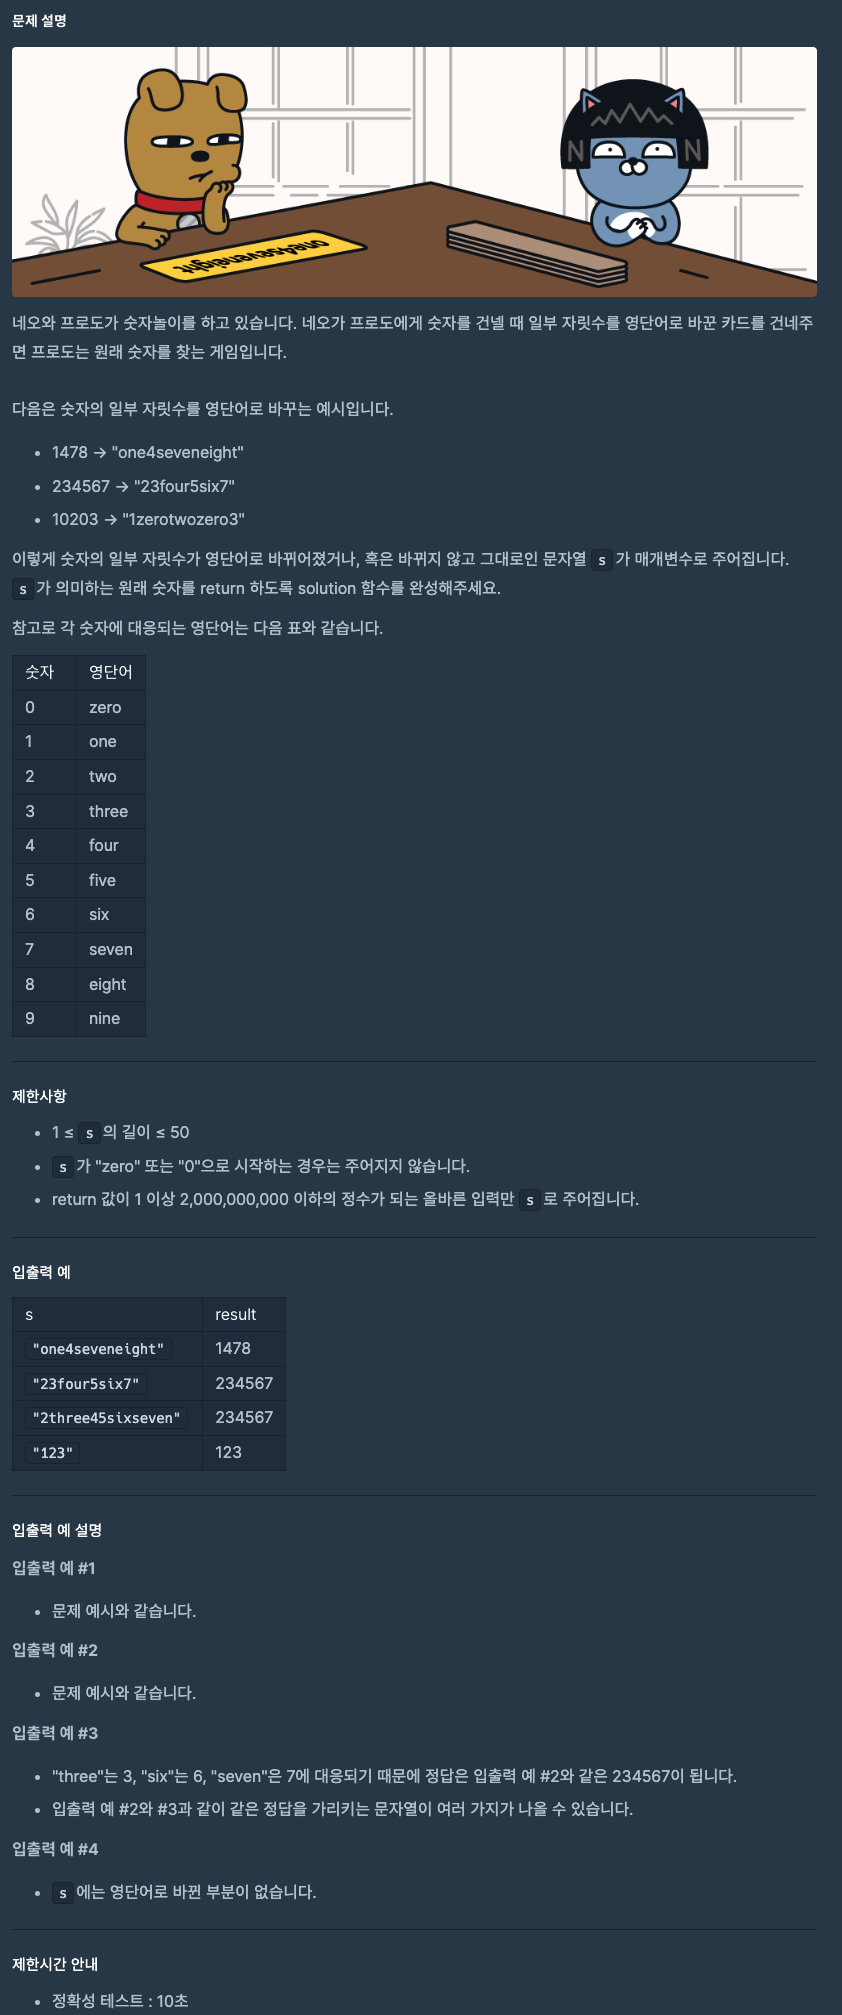 문제 설명
one4seveneight
N N
네오와 프로도가 숫자놀이를 하고 있습니다. 네오가 프로도에게 숫자를 건넬 때 일부 자릿수를 영단어로 바꾼 카드를 건네주
면 프로도는 원래 숫자를 찾는 게임입니다.
다음은 숫자의 일부 자릿수를 영단어로 바꾸는 예시입니다.
• 1478 → "one4seveneight"
• 234567 → "23four5six7"
• 10203 → "1zerotwozero3"
이렇게 숫자의 일부 자릿수가 영단어로 바뀌어졌거나, 혹은 바뀌지 않고 그대로인 문자열 s 가 매개변수로 주어집니다.
s 가 의미하는 원래 숫자를 return 하도록 solution 함수를 완성해주세요.
참고로 각 숫자에 대응되는 영단어는 다음 표와 같습니다.
숫자 영단어
0 zero
1 one
2 two
3 three
4 four
5 five
6 six
7 seven
8 eight
9 nine
제한사항
• 1 ≤ s 의 길이 ≤ 50
• s 가 "zero" 또는 "0"으로 시작하는 경우는 주어지지 않습니다.
• return 값이 1 이상 2,000,000,000 이하의 정수가 되는 올바른 입력만 s 로 주어집니다.
입출력 예
s result
"one4seveneight" 1478
"23four5six7" 234567
"2three45sixseven" 234567
"123" 123
입출력 예 설명
입출력 예 #1
• 문제 예시와 같습니다.
입출력 예 #2
• 문제 예시와 같습니다.
입출력 예 #3
• "three"는 3, "six"는 6, "seven"은 7에 대응되기 때문에 정답은 입출력 예 #2와 같은 234567이 됩니다.
• 입출력 예 #2와 #3과 같이 같은 정답을 가리키는 문자열이 여러 가지가 나올 수 있습니다.
입출력 예 #4
• s 에는 영단어로 바뀐 부분이 없습니다.
제한시간 안내
• 정확성 테스트 : 10초